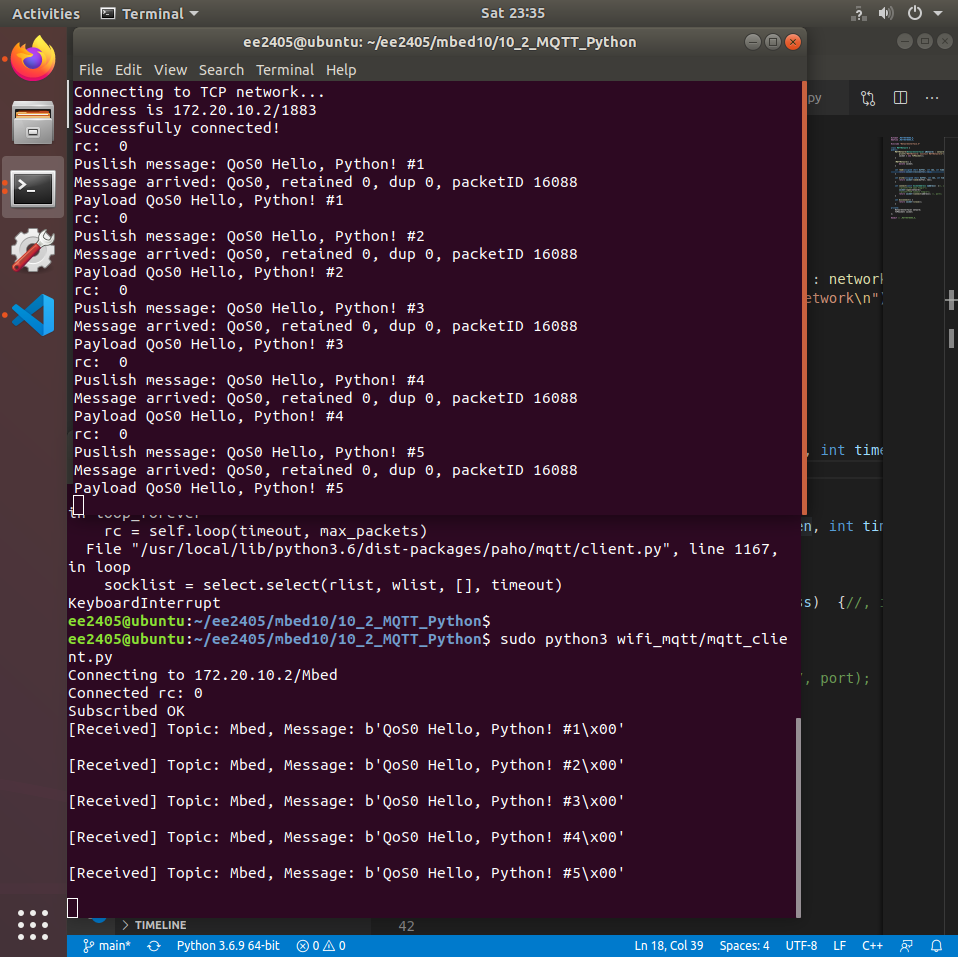 Activities Terminal Sat 23:35
ee2405@ubuntu: ~/ee2405/mbed10/10_2_MQTT_Python
File Edit View Search Terminal Help
Connecting to TCP network...
address is 172.20.10.2/1883
Successfully connected!
rc:  0
Puslish message: QoS0 Hello, Python! #1
Message arrived: QoS0, retained 0, dup 0, packetID 16088
Payload QoS0 Hello, Python! #1
rc:  0
Puslish message: QoS0 Hello, Python! #2
Message arrived: QoS0, retained 0, dup 0, packetID 16088
Payload QoS0 Hello, Python! #2
rc:  0
Puslish message: QoS0 Hello, Python! #3
Message arrived: QoS0, retained 0, dup 0, packetID 16088
Payload QoS0 Hello, Python! #3
rc:  0
Puslish message: QoS0 Hello, Python! #4
Message arrived: QoS0, retained 0, dup 0, packetID 16088
Payload QoS0 Hello, Python! #4
rc:  0
Puslish message: QoS0 Hello, Python! #5
Message arrived: QoS0, retained 0, dup 0, packetID 16088
Payload QoS0 Hello, Python! #5
in loop_forever
    rc = self.loop(timeout, max_packets)
  File "/usr/local/lib/python3.6/dist-packages/paho/mqtt/client.py", line 1167,
in loop
    socklist = select.select(rlist, wlist, [], timeout)
KeyboardInterrupt
ee2405@ubuntu:~/ee2405/mbed10/10_2_MQTT_Python$
ee2405@ubuntu:~/ee2405/mbed10/10_2_MQTT_Python$ sudo python3 wifi_mqtt/mqtt_clie
nt.py
Connecting to 172.20.10.2/Mbed
Connected rc: 0
Subscribed OK
[Received] Topic: Mbed, Message: b'QoS0 Hello, Python! #1\x00'
[Received] Topic: Mbed, Message: b'QoS0 Hello, Python! #2\x00'
[Received] Topic: Mbed, Message: b'QoS0 Hello, Python! #3\x00'
[Received] Topic: Mbed, Message: b'QoS0 Hello, Python! #4\x00'
[Received] Topic: Mbed, Message: b'QoS0 Hello, Python! #5\x00'
py
: network
etwork\n"
, int time
en, int tim
ss)  {//, i
, port);
TIMELINE
42
main* Python 3.6.9 64-bit 0 0 Ln 18, Col 39 Spaces: 4 UTF-8 LF C++